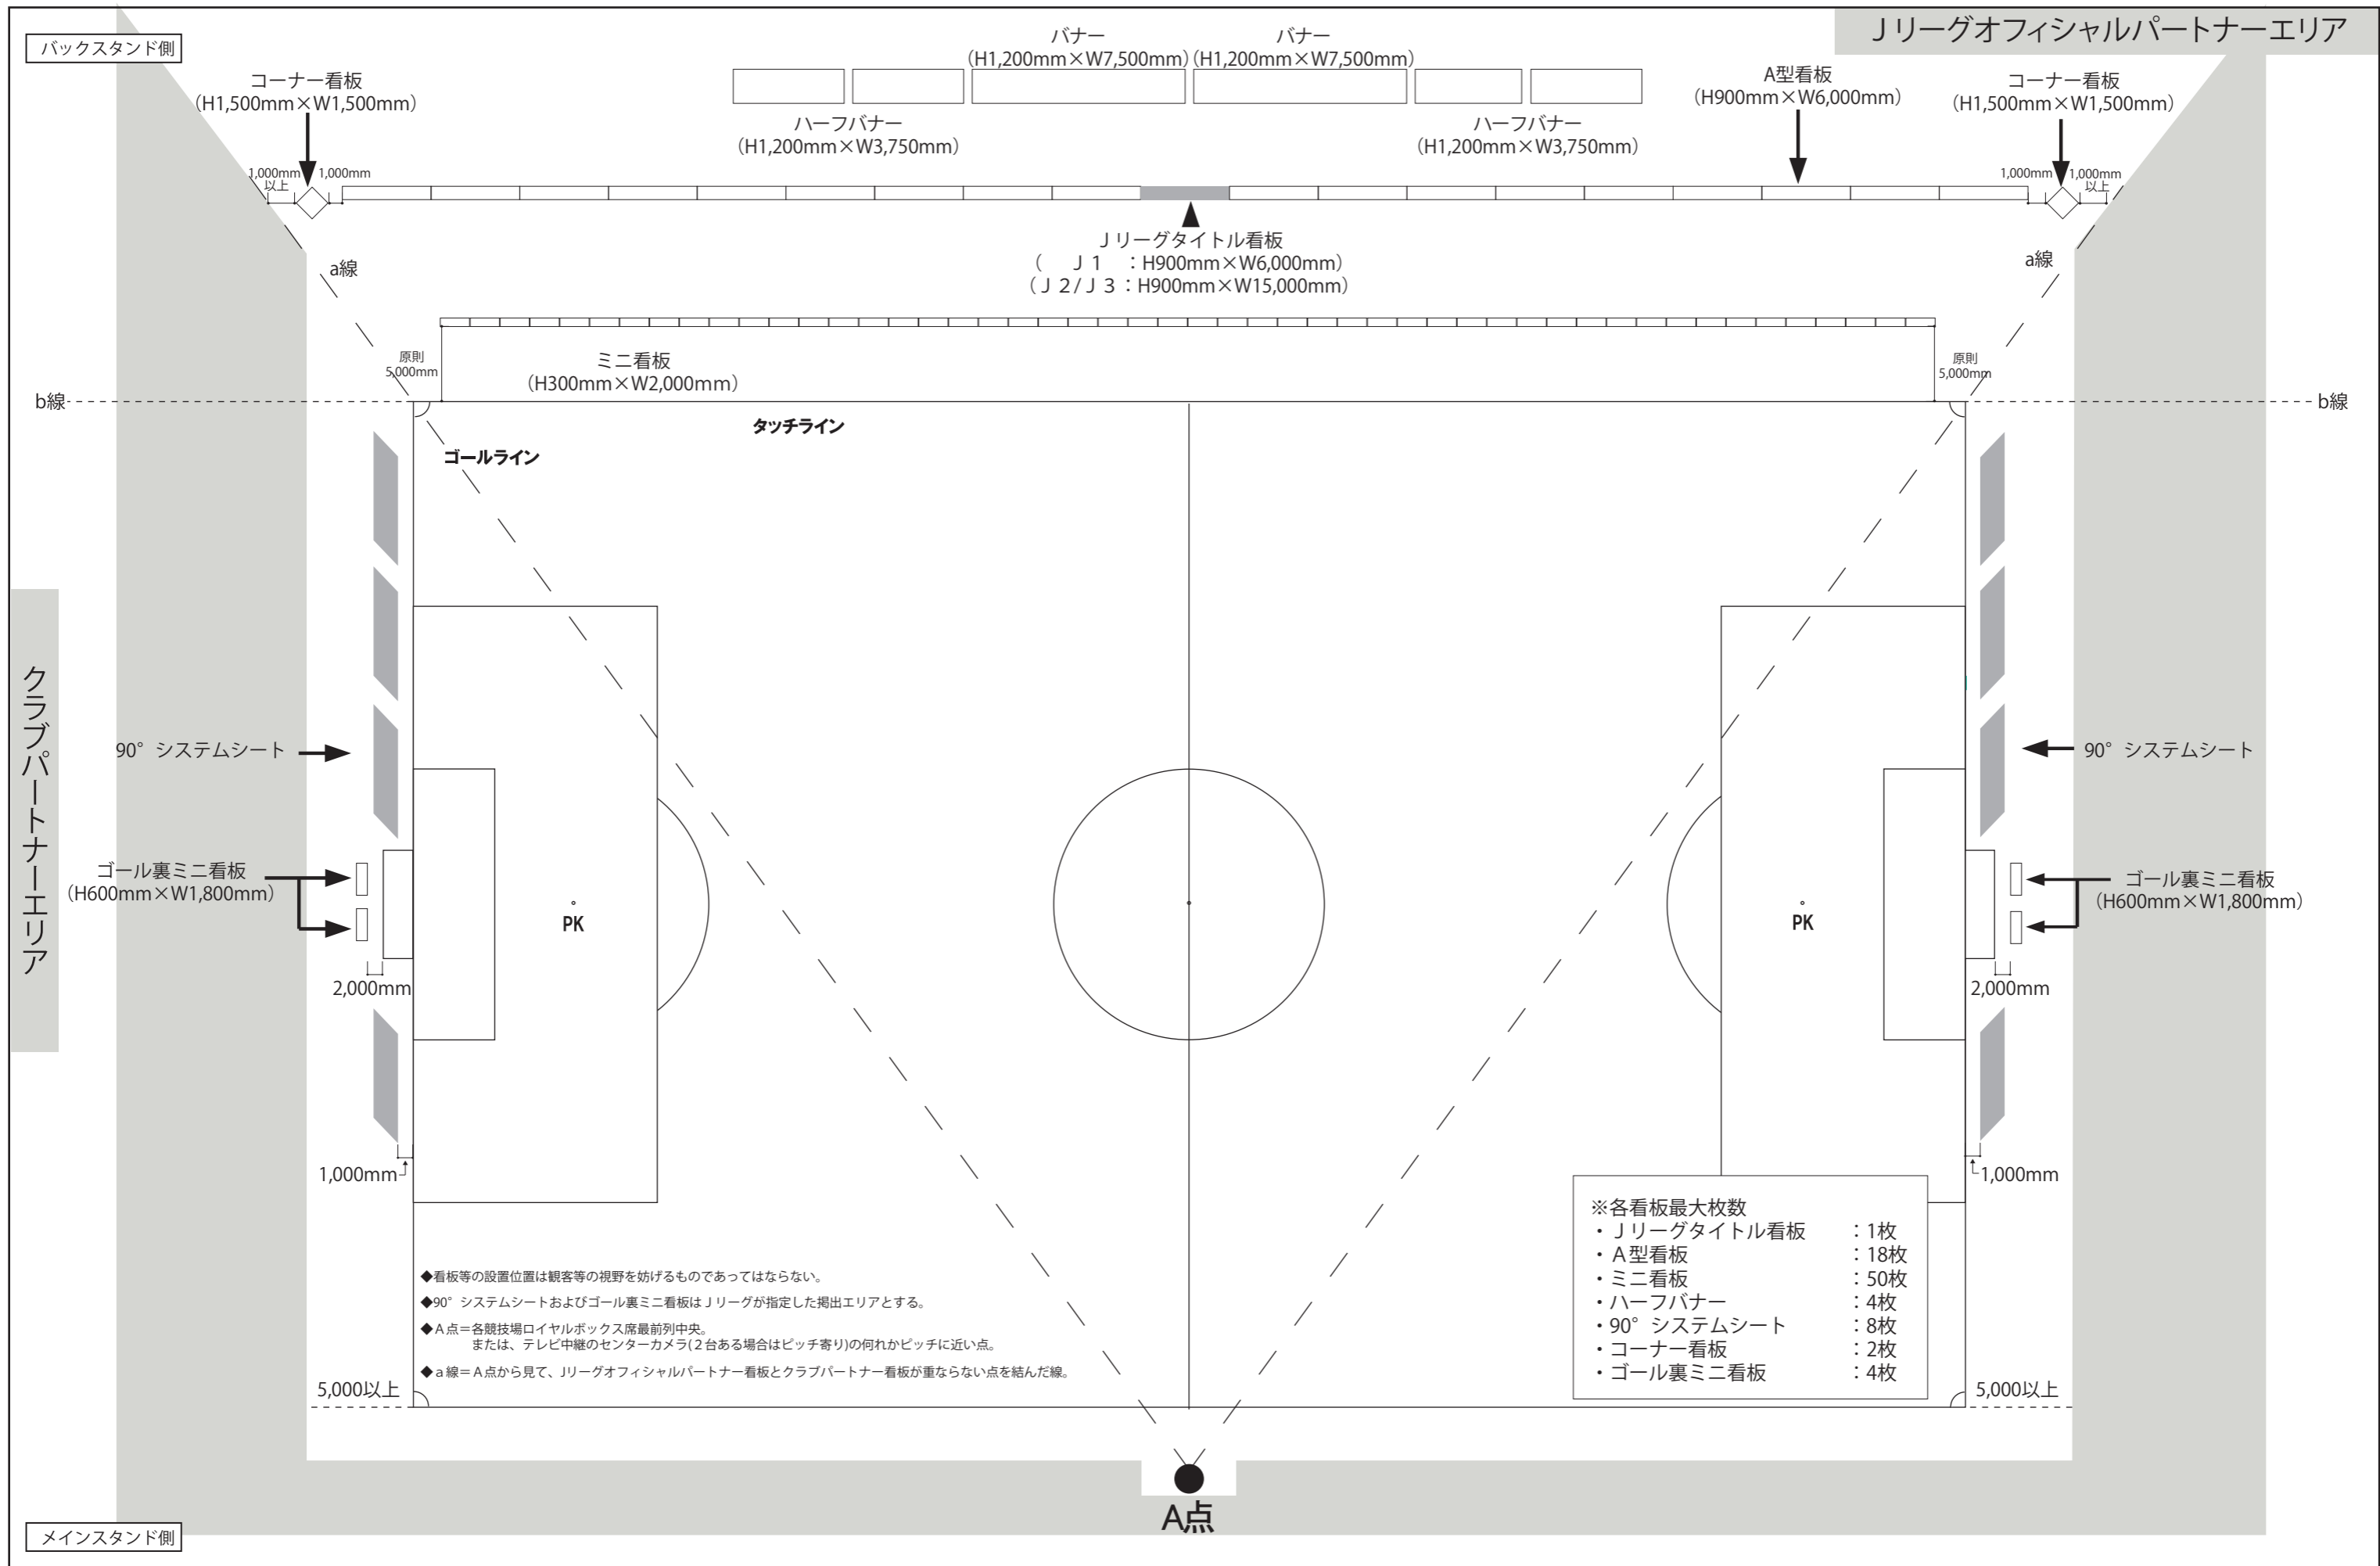 Jリーグオフィシャルパートナーエリア
バックスタンド側
バナー
(H1,200mm×W7,500mm)
バナー
(H1,200mm×W7,500mm)
コーナー看板
(H1,500mm×W1,500mm)
A型看板
(H900mm×W6,000mm)
コーナー看板
(H1,500mm×W1,500mm)
ハーフバナー
(H1,200mm×W3,750mm)
ハーフバナー
(H1,200mm×W3,750mm)
1,000mm
以上
1,000mm
1,000mm
1,000mm
以上
Jリーグタイトル看板
( J1 :H900mm×W6,000mm)
(J2/J3:H900mm×W15,000mm)
a線
a線
原則
5,000mm
ミニ看板
(H300mm×W2,000mm)
原則
5,000mm
b線
b線
タッチライン
ゴールライン
クラブパートナーエリア
90°システムシート
90°システムシート
ゴール裏ミニ看板
(H600mm×W1,800mm)
ゴール裏ミニ看板
(H600mm×W1,800mm)
PK
PK
2,000mm
2,000mm
1,000mm
1,000mm
※各看板最大枚数
・Jリーグタイトル看板 :1枚
・A型看板 :18枚
・ミニ看板 :50枚
・ハーフバナー :4枚
・90°システムシート :8枚
・コーナー看板 :2枚
・ゴール裏ミニ看板 :4枚
◆看板等の設置位置は観客等の視野を妨げるものであってはならない。
◆90°システムシートおよびゴール裏ミニ看板はJリーグが指定した掲出エリアとする。
◆A点=各競技場ロイヤルボックス席最前列中央。
または、テレビ中継のセンターカメラ(2台ある場合はピッチ寄り)の何れかピッチに近い点。
◆a線=A点から見て、Jリーグオフィシャルパートナー看板とクラブパートナー看板が重ならない点を結んだ線。
5,000以上
5,000以上
A点
メインスタンド側